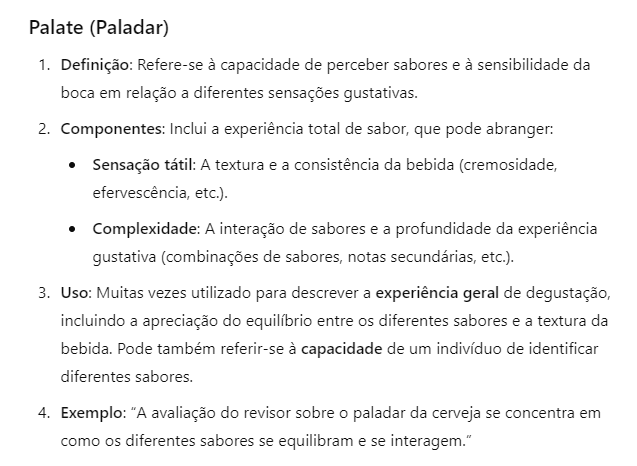 Palate (Paladar)
1. Definição: Refere-se à capacidade de perceber sabores e à sensibilidade da
boca em relação a diferentes sensações gustativas.
2. Componentes: Inclui a experiência total de sabor, que pode abranger:
• Sensação tátil: A textura e a consistência da bebida (cremosidade,
efervescência, etc.).
• Complexidade: A interação de sabores e a profundidade da experiência
gustativa (combinações de sabores, notas secundárias, etc.).
3. Uso: Muitas vezes utilizado para descrever a experiência geral de degustação,
incluindo a apreciação do equilíbrio entre os diferentes sabores e a textura da
bebida. Pode também referir-se à capacidade de um indivíduo de identificar
diferentes sabores.
4. Exemplo: “A avaliação do revisor sobre o paladar da cerveja se concentra em
como os diferentes sabores se equilibram e se interagem.”